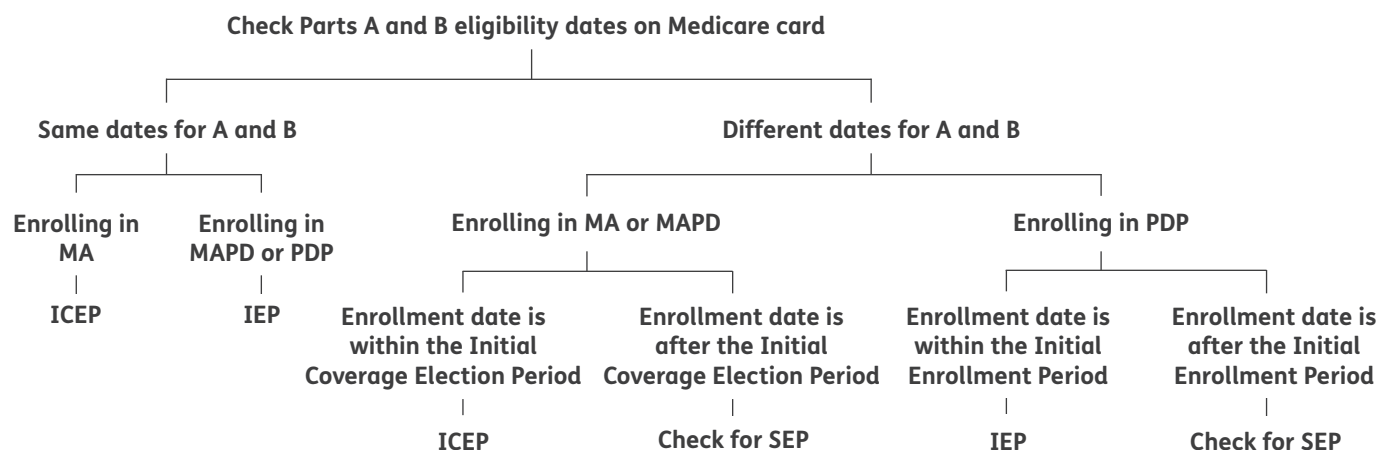 Check Parts A and B eligibility dates on Medicare card
Same dates for A and B
Different dates for A and B
Enrolling in
MA
Enrolling in
MAPD or PDP
Enrolling in MA or MAPD
Enrolling in PDP
ICEP
IEP
Enrollment date is
within the Initial
Coverage Election Period
Enrollment date is
after the Initial
Coverage Election Period
Enrollment date is
within the Initial
Enrollment Period
Enrollment date is
after the Initial
Enrollment Period
ICEP
Check for SEP
IEP
Check for SEP